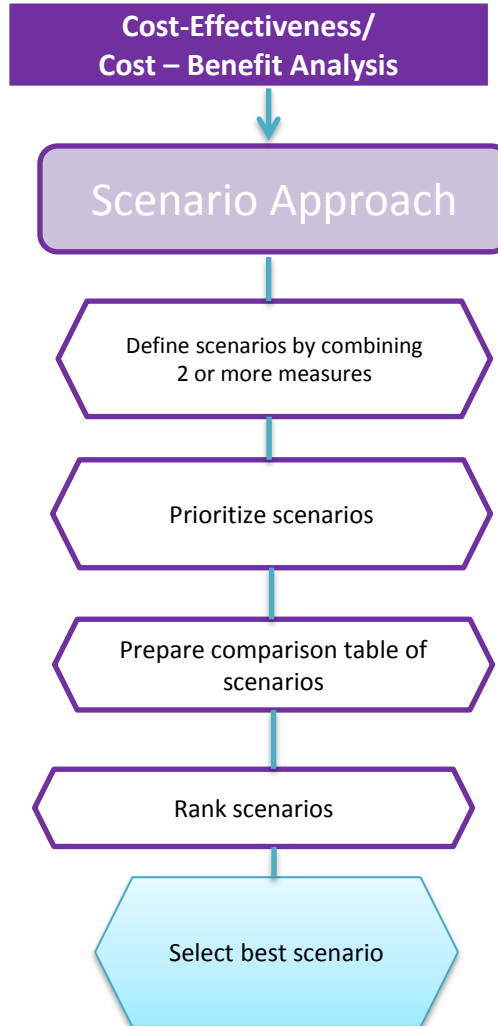 Cost-Effectiveness/
Cost – Benefit Analysis
Scenario Approach
Define scenarios by combining
2 or more measures
Prioritize scenarios
Prepare comparison table of
scenarios
Rank scenarios
Select best scenario